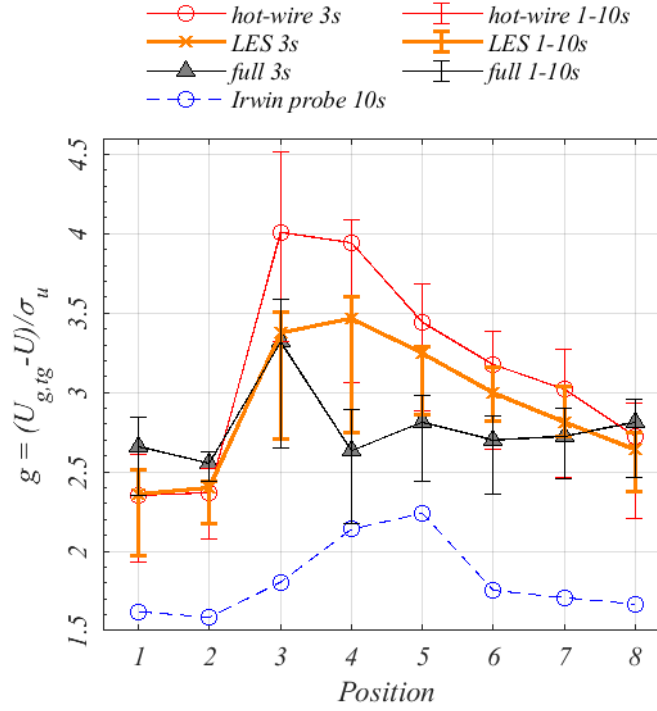 hot-wire 3s hot-wire 1-10s
LES 3s LES 1-10s
full 3s full 1-10s
Irwin probe 10s
g = (U_{g,tg} -U)/σ_u
4.5
4
3.5
3
2.5
2
1.5
1 2 3 4 5 6 7 8
Position